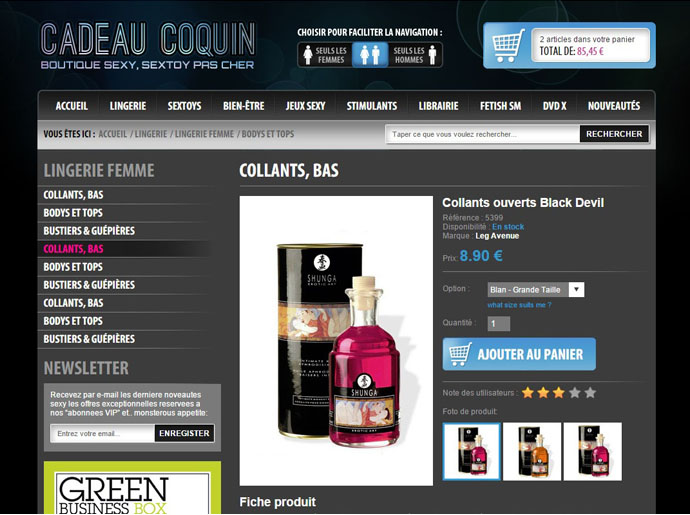 CADEAU COQUIN
BOUTIQUE SEXY, SEXTOY PAS CHER
CHOISIR POUR FACILITER LA NAVIGATION :
SEULS LES FEMMES
SEULS LES HOMMES
2 articles dans votre panier
TOTAL DE: 85,45 €
ACCUEIL LINGERIE SEXTOYS BIEN-ÊTRE JEUX SEXY STIMULANTS LIBRAIRIE FETISH SM DVD X NOUVEAUTÉS
VOUS ÊTES ICI : ACCUEIL / LINGERIE / LINGERIE FEMME / BODYS ET TOPS
Taper ce que vous voulez rechercher...
RECHERCHER
LINGERIE FEMME
COLLANTS, BAS
BODYS ET TOPS
BUSTIERS & GUÉPIÈRES
COLLANTS, BAS
BODYS ET TOPS
BUSTIERS & GUÉPIÈRES
COLLANTS, BAS
BODYS ET TOPS
BUSTIERS & GUÉPIÈRES
NEWSLETTER
Recevez par e-mail les derniere noveautes
sexy les offres exceptionnelles reservees a
nos "abonnees VIP" et.. monsterous appetite:
Entrez votre email...
ENREGISTER
GREEN
BUSINESS BOX
COLLANTS, BAS
SHUNGA
EROTIC ART
SHUNGA
EROTIC ART
Collants ouverts Black Devil
Référence : 5399
Disponibilité : En stock
Marque : Leg Avenue
Prix: 8.90 €
Option :
Blan - Grande Taille
what size suits me ?
Quantité :
1
AJOUTER AU PANIER
Note des utilisateurs :
Foto de produit:
Fiche produit